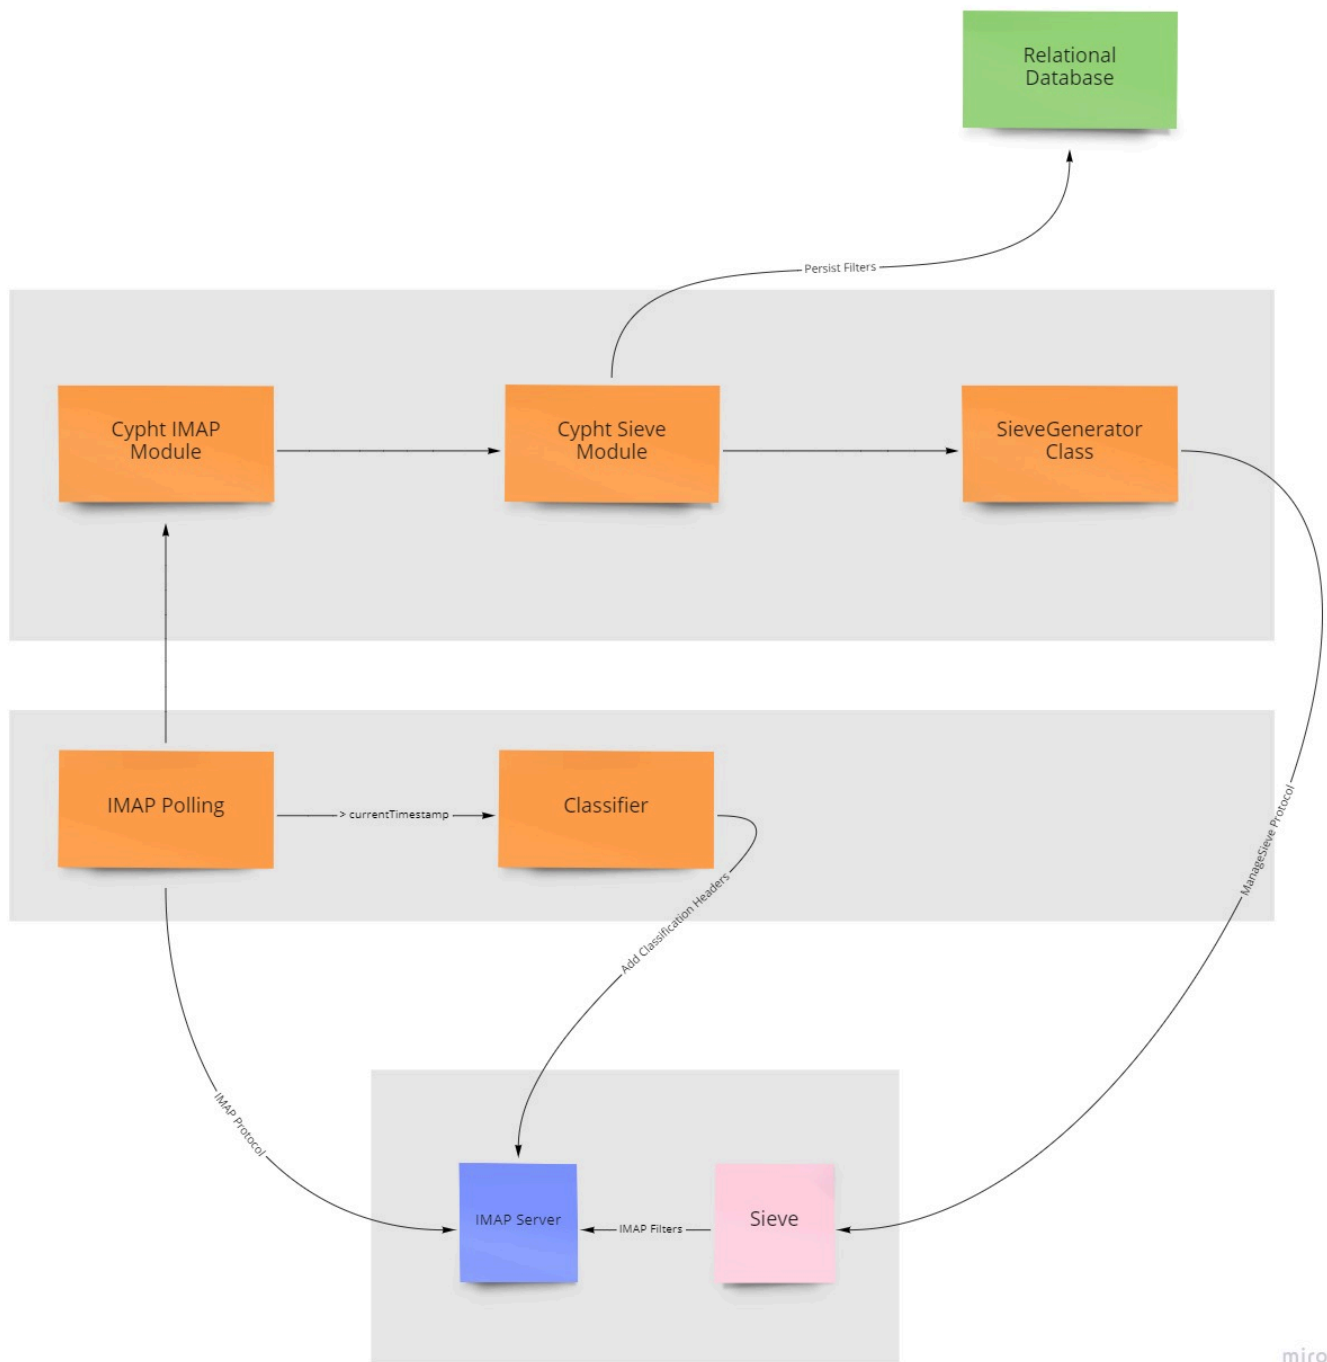 Relational
Database
Persist Filters
Cypht IMAP
Module
Cypht Sieve
Module
SieveGenerator
Class
IMAP Polling
> currentTimestamp
Classifier
ManageSieve Protocol
Add Classification Headers
IMAP Protocol
IMAP Server
IMAP Filters
Sieve
miro